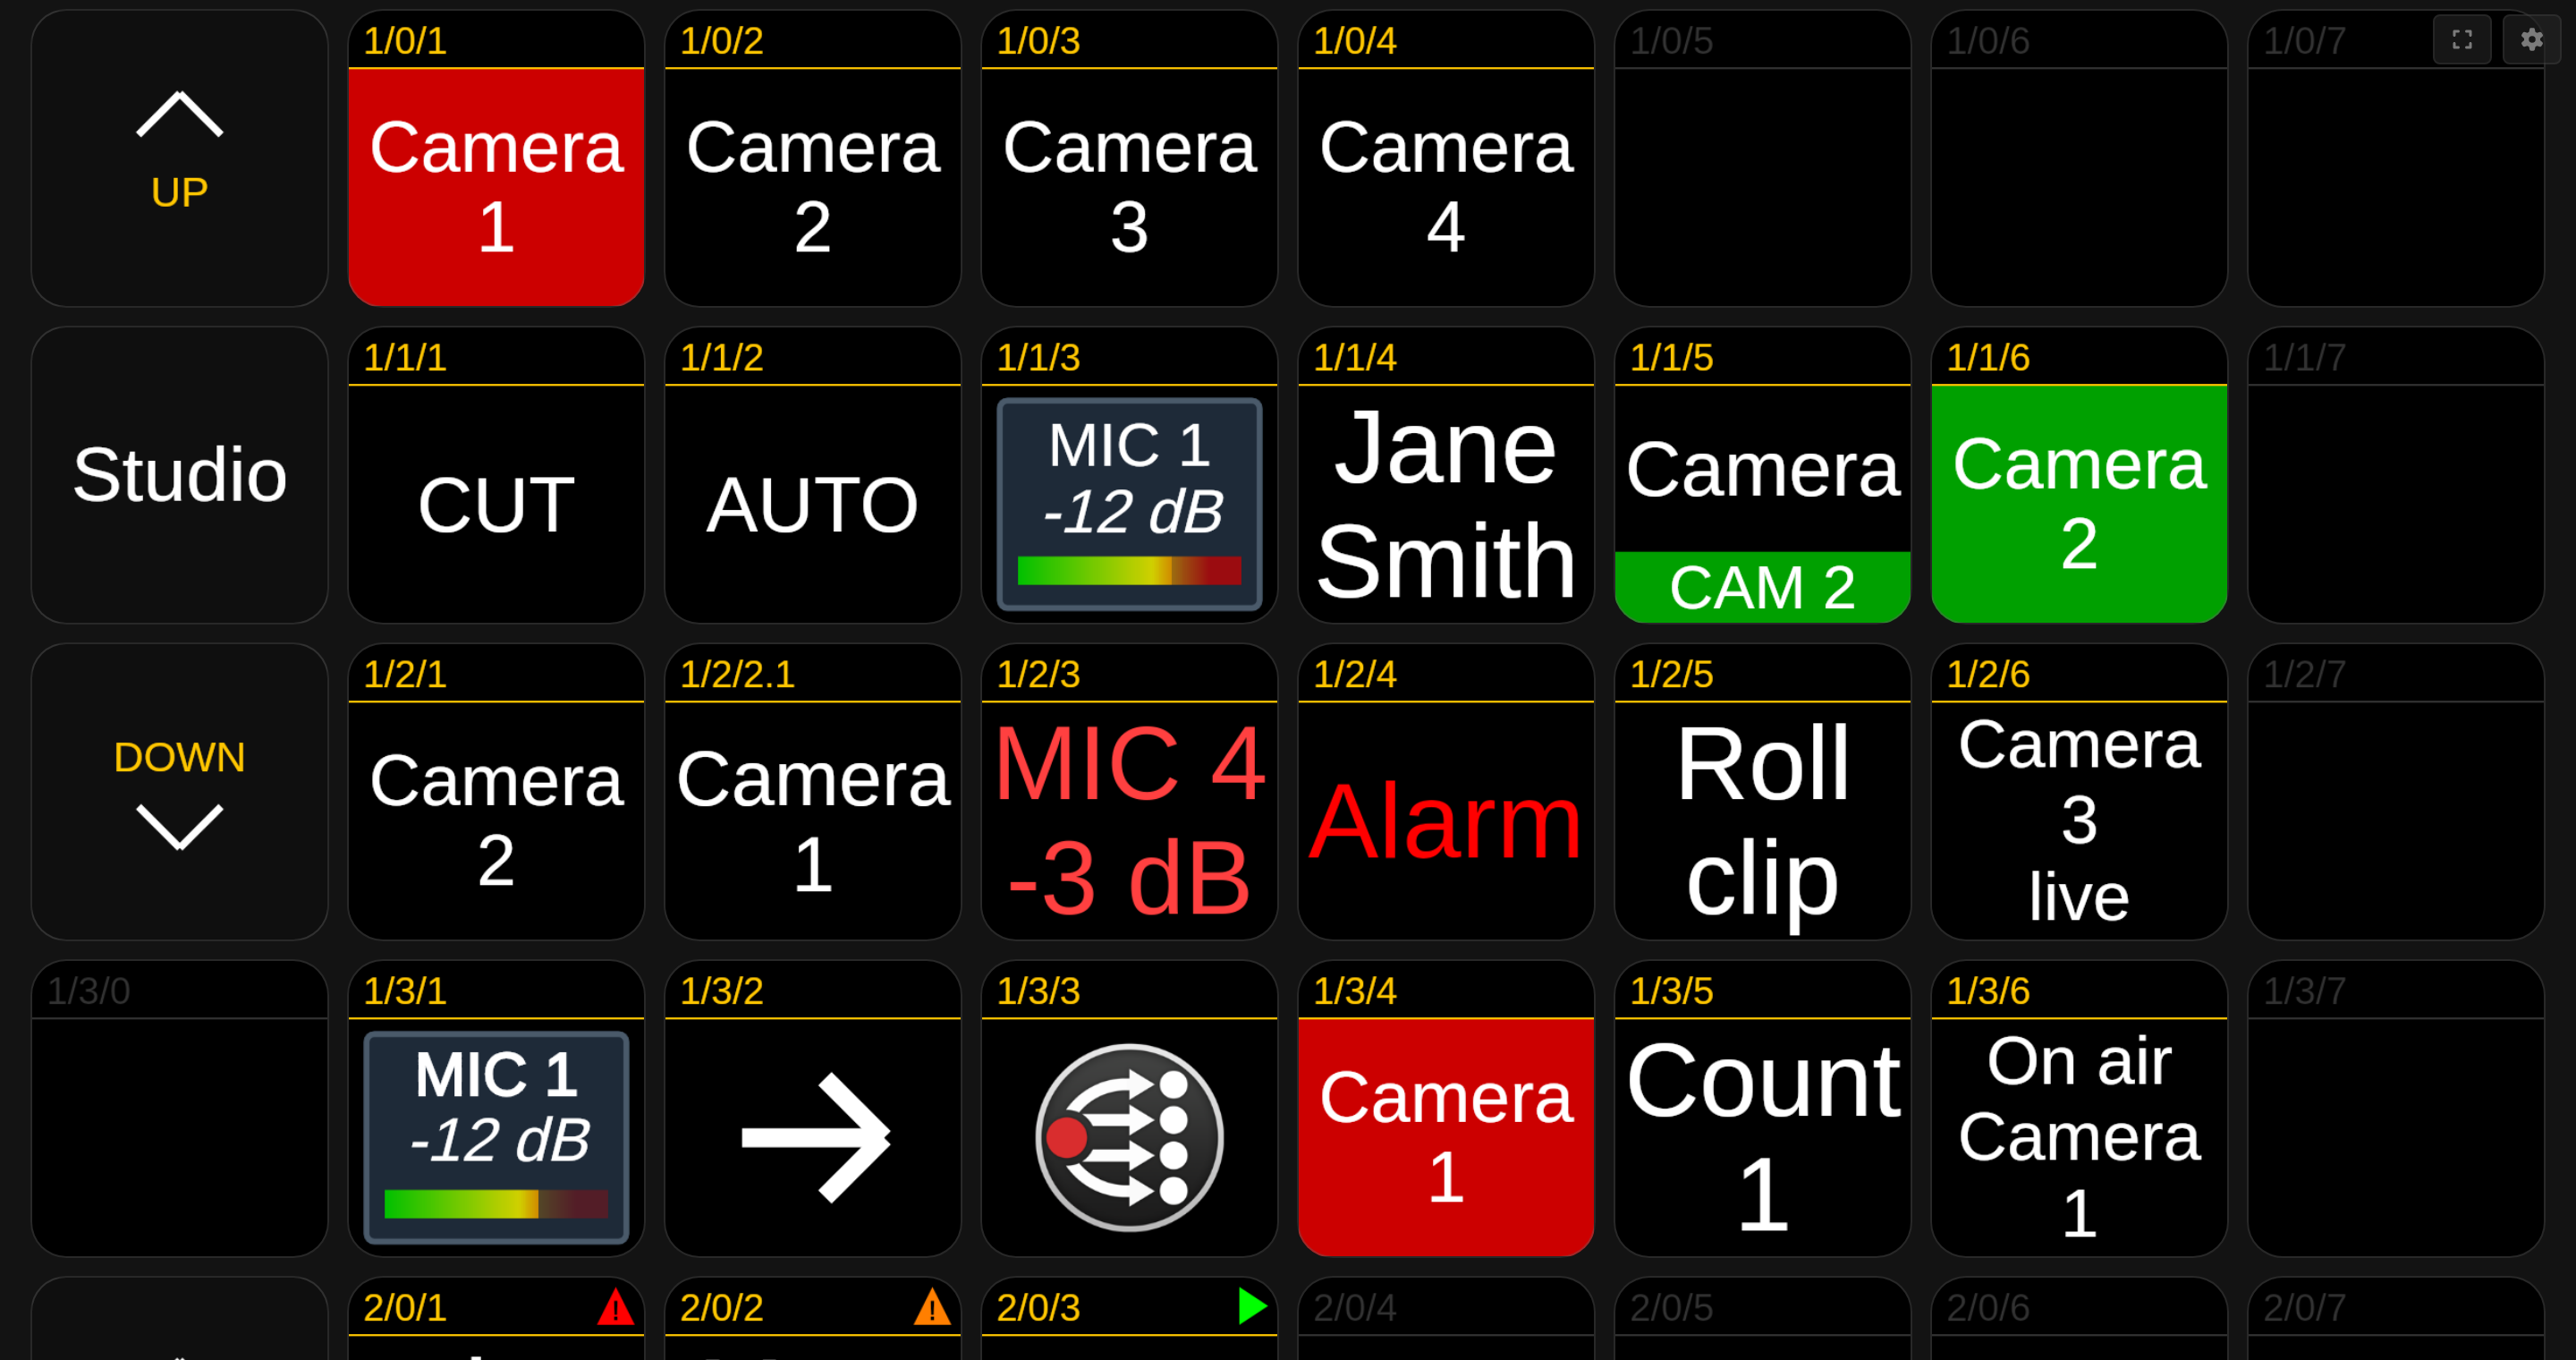 UP
1/0/1
Camera
1
1/0/2
Camera
2
1/0/3
Camera
3
1/0/4
Camera
4
1/0/5
1/0/6
1/0/7
Studio
1/1/1
CUT
1/1/2
AUTO
1/1/3
MIC 1
-12 dB
1/1/4
Jane
Smith
1/1/5
Camera
CAM 2
1/1/6
Camera
2
1/1/7
DOWN
1/2/1
Camera
2
1/2/2.1
Camera
1
1/2/3
MIC 4
-3 dB
1/2/4
Alarm
1/2/5
Roll
clip
1/2/6
Camera
3
live
1/2/7
1/3/0
1/3/1
MIC 1
-12 dB
1/3/2
1/3/3
1/3/4
Camera
1
1/3/5
Count
1
1/3/6
On air
Camera
1
1/3/7
2/0/1
2/0/2
2/0/3
2/0/4
2/0/5
2/0/6
2/0/7